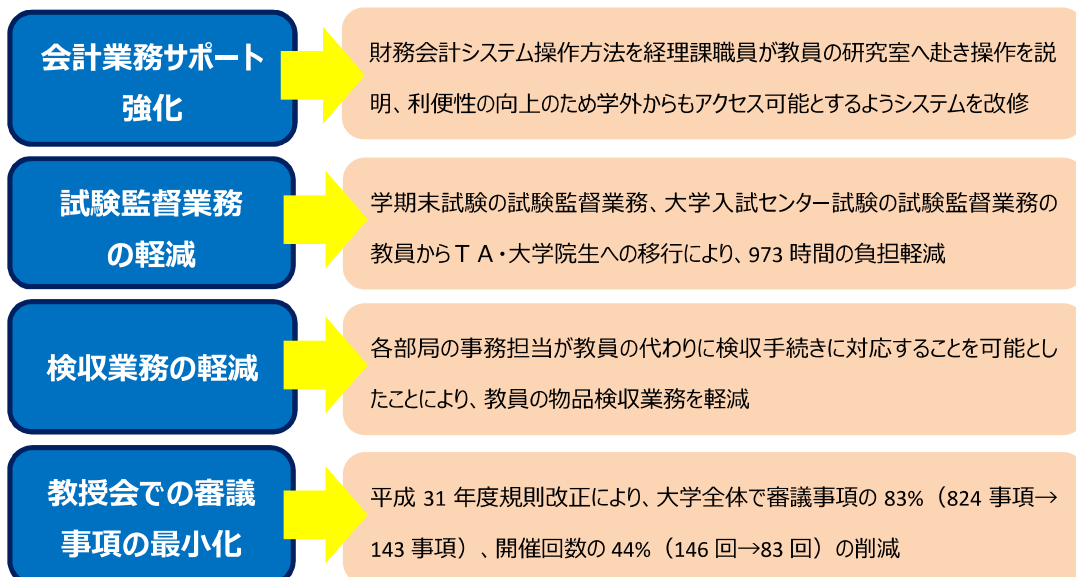 会計業務サポート
強化
財務会計システム操作方法を経理課職員が教員の研究室へ赴き操作を説
明、利便性の向上のため学外からもアクセス可能とするようシステムを改修
試験監督業務
の軽減
学期末試験の試験監督業務、大学入試センター試験の試験監督業務の
教員からＴＡ・大学院生への移行により、973 時間の負担軽減
検収業務の軽減
各部局の事務担当が教員の代わりに検収手続きに対応することを可能とし
たことにより、教員の物品検収業務を軽減
教授会での審議
事項の最小化
平成 31 年度規則改正により、大学全体で審議事項の 83%（824 事項→
143 事項）、開催回数の 44%（146 回→83 回）の削減